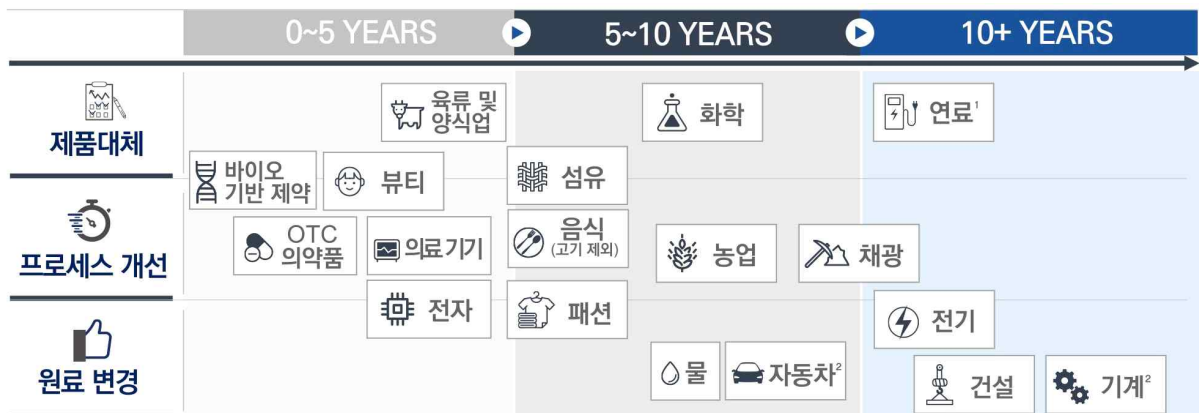 0~5 YEARS
5~10 YEARS
10+ YEARS
제품대체
육류 및
양식업
화학
연료¹
바이오
기반 제약
뷰티
섬유
프로세스 개선
OTC
의약품
의료기기
음식
(고기 제외)
농업
채광
전자
패션
전기
원료 변경
물
자동차²
건설
기계²